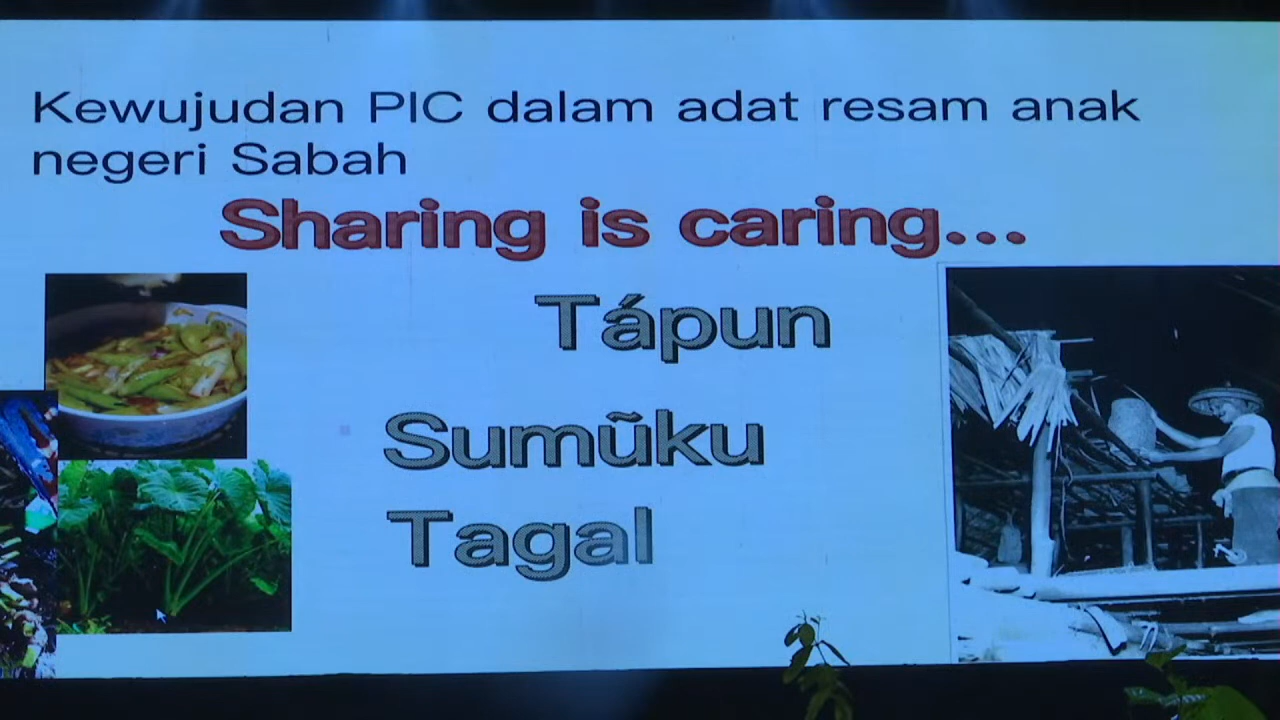 Kewujudan PIC dalam adat resam anak
negeri Sabah
Sharing is caring...
Tápun
Sumũku
Tagal